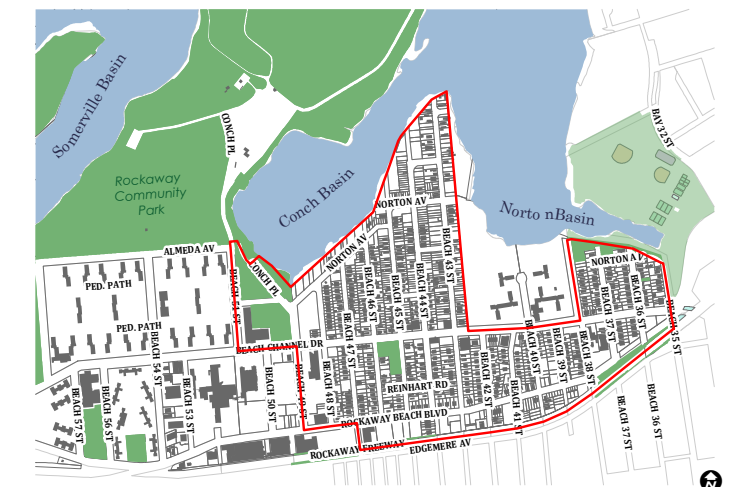 Somerville Basin
CONCH PL
BAY 32 ST
Rockaway
Community
Park
Conch Basin
NORTON AV
Norto nBasin
ALMEDA AV
NORTON AV
BEACH 43 ST
NORTON AV
CONCH PL
PED. PATH
BEACH 51 ST
BEACH 46 ST
BEACH 45 ST
BEACH 44 ST
BEACH 37 ST
BEACH 36 ST
BEACH 35 ST
PED. PATH
BEACH 54 ST
BEACH CHANNEL DR
BEACH 47 ST
BEACH 40 ST
BEACH 39 ST
BEACH 38 ST
BEACH 57 ST
BEACH 56 ST
BEACH 53 ST
BEACH 50 ST
BEACH 49 ST
BEACH 48 ST
REINHART RD
BEACH 42 ST
BEACH 41 ST
ROCKAWAY BEACH BLVD
BEACH 37 ST
BEACH 36 ST
ROCKAWAY FREEWAY
EDGEMERE AV
N